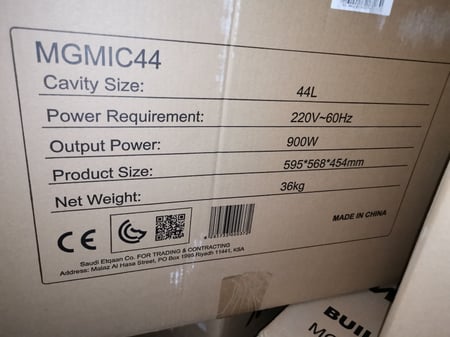 MGMIC44
Cavity Size: 44L
Power Requirement: 220V~60Hz
Output Power: 900W
Product Size: 595*568*454mm
Net Weight: 36kg
MADE IN CHINA
CE
Saudi Etqaan Co. FOR TRADING & CONTRACTING
Address: Malaz Al Hasa Street, PO Box 1995 Riyadh 11441, KSA
BUIL